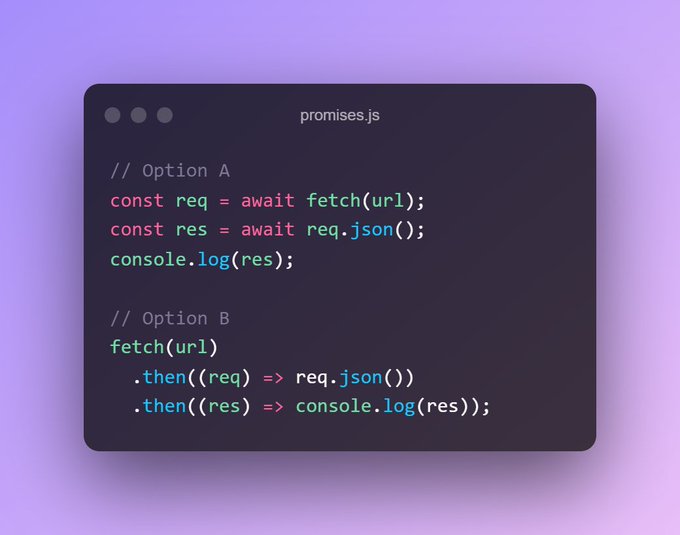 promises.js
// Option A
const req = await fetch(url);
const res = await req.json();
console.log(res);
// Option B
fetch(url)
.then((req) => req.json())
.then((res) => console.log(res));